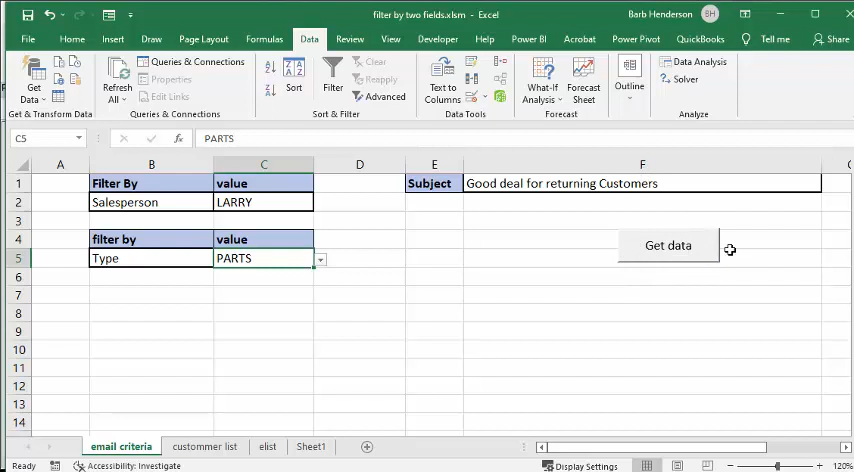 filter by two fields.xlsm - Excel
Barb Henderson
BH
File Home Insert Draw Page Layout Formulas Data Review View Developer Help Power BI Acrobat Power Pivot QuickBooks Tell me Share
Get Data
Queries & Connections
Refresh All
Properties
Edit Links
Sort
Filter
Clear
Reapply
Advanced
Text to Columns
What-If Analysis
Forecast Sheet
Outline
Data Analysis
Solver
Get & Transform Data Queries & Connections Sort & Filter Data Tools Forecast Analyze
C5 fx PARTS
A B C D E F
1 Filter By value Subject Good deal for returning Customers
2 Salesperson LARRY
3
4 filter by value
Get data
5 Type PARTS
6
7
8
9
10
11
12
13
14
email criteria custommer list elist Sheet1
Ready Accessibility: Investigate Display Settings 120%